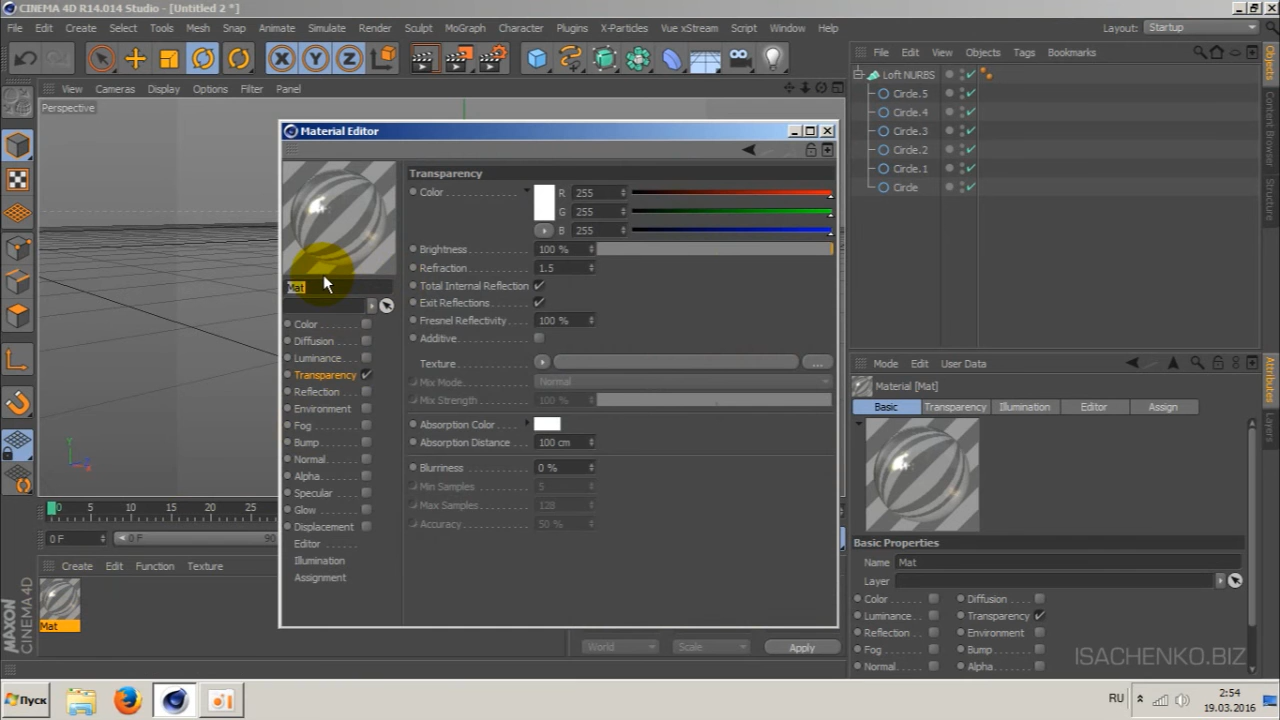 CINEMA 4D R14.014 Studio - [Untitled 2 *]
File Edit Create Select Tools Mesh Snap Animate Simulate Render Sculpt MoGraph Character Plugins X-Particles Vue xStream Script Window Help
Layout: Startup
File Edit View Objects Tags Bookmarks
View Cameras Display Options Filter Panel
Perspective
Loft NURBS
Circle.5
Circle.4
Circle.3
Circle.2
Circle.1
Circle
Objects
Content Browser
Structure
Material Editor
Mat
Color
Diffusion
Luminance
Transparency
Reflection
Environment
Fog
Bump
Normal
Alpha
Specular
Glow
Displacement
Editor
Illumination
Assignment
Transparency
Color R 255
G 255
B 255
Brightness 100 %
Refraction 1.5
Total Internal Reflection
Exit Reflections
Fresnel Reflectivity 100 %
Additive
Texture ...
Mix Mode Normal
Mix Strength 100 %
Absorption Color
Absorption Distance 100 cm
Blurriness 0 %
Min Samples 5
Max Samples 128
Accuracy 50 %
Mode Edit User Data
Material [Mat]
Basic Transparency Illumination Editor Assign
Basic Properties
Name Mat
Layer
Color Diffusion
Luminance Transparency
Reflection Environment
Fog Bump
Normal Alpha
Attributes
Layers
Y
0 5 10 15 20 25
0 F 0 F 90
Create Edit Function Texture
Mat
World Scale Apply
MAXON
CINEMA 4D
ISACHENKO.BIZ
Пуск
RU
2:54
19.03.2016